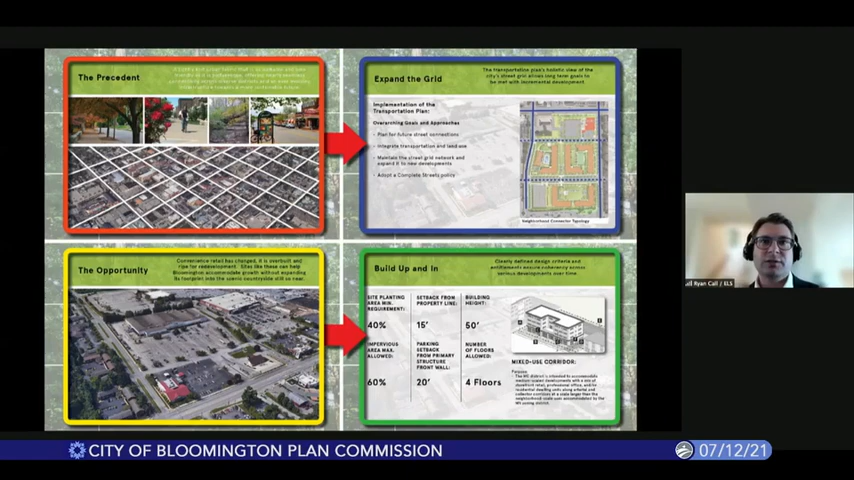 The Precedent
Expand the Grid
The transportation plan's holistic view of the
city's street grid allows long term goals to
be met with incremental development.
Implementation of the
Transportation Plan:
Overarching Goals and Approaches
- Plan for future street connections
- Integrate transportation and land use
- Maintain the street grid network and
expand it to new developments
- Adopt a Complete Streets policy
Neighborhood Connector Typology
The Opportunity
Convenience retail has changed, it is overbuilt and
ripe for redevelopment. Sites like these can help
Bloomington accommodate growth without expanding
its footprint into the scenic countryside still so near.
Build Up and In
Clearly defined design criteria and
entitlements ensure coherency across
various developments over time.
SITE PLANTING
AREA MIN.
REQUIREMENT:
40%
IMPERVIOUS
AREA MAX.
ALLOWED:
60%
SETBACK FROM
PROPERTY LINE:
15'
PARKING
SETBACK
FROM PRIMARY
STRUCTURE
FRONT WALL:
20'
BUILDING
HEIGHT:
50'
NUMBER
OF FLOORS
ALLOWED:
4 Floors
MIXED-USE CORRIDOR:
Purpose
Ryan Call / ELS
CITY OF BLOOMINGTON PLAN COMMISSION
07/12/21